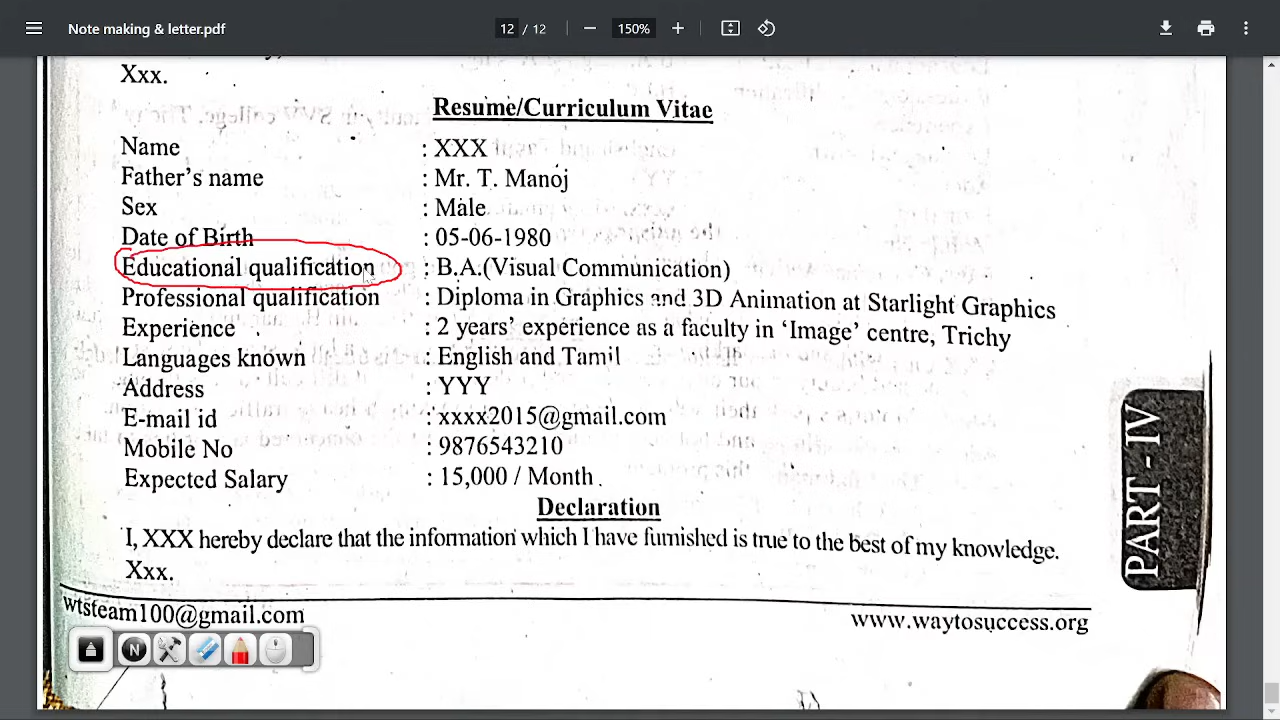 Note making & letter.pdf
12 / 12
150%
Xxx.
Resume/Curriculum Vitae
Name : XXX
Father's name : Mr. T. Manoj
Sex : Male
Date of Birth : 05-06-1980
Educational qualification : B.A.(Visual Communication)
Professional qualification : Diploma in Graphics and 3D Animation at Starlight Graphics
Experience : 2 years' experience as a faculty in 'Image' centre, Trichy
Languages known : English and Tamil
Address : YYY
E-mail id : xxxx2015@gmail.com
Mobile No : 9876543210
Expected Salary : 15,000 / Month
Declaration
I, XXX hereby declare that the information which I have furnished is true to the best of my knowledge.
Xxx.
PART - IV
wtsteam100@gmail.com
www.waytosuccess.org
N